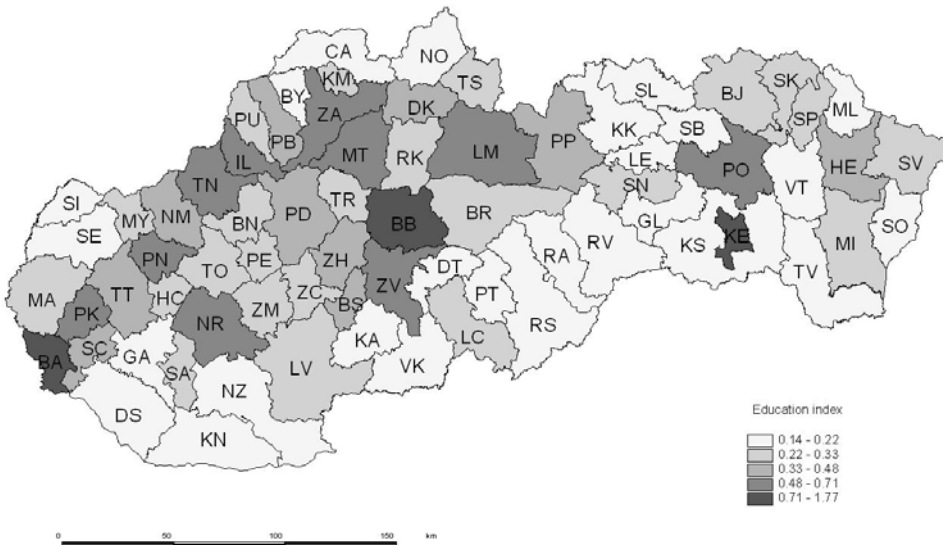 CA
NO
KM
TS
BY
SL
BJ
SK
ML
PU
PB
ZA
DK
PP
KK
SB
SP
IL
MT
RK
LM
LE
PO
HE
SV
TN
SN
VT
SI
MY
NM
BN
PD
TR
BB
BR
GL
SO
SE
KS
KE
MI
PN
TO
PE
ZH
ZV
DT
RA
RV
TV
MA
TT
HC
ZM
ZC
BS
PT
PK
NR
RS
BA
SC
GA
SA
LV
KA
LC
VK
DS
NZ
KN
Education index
0.14 - 0.22
0.22 - 0.33
0.33 - 0.48
0.48 - 0.71
0.71 - 1.77
0 50 100 150 km